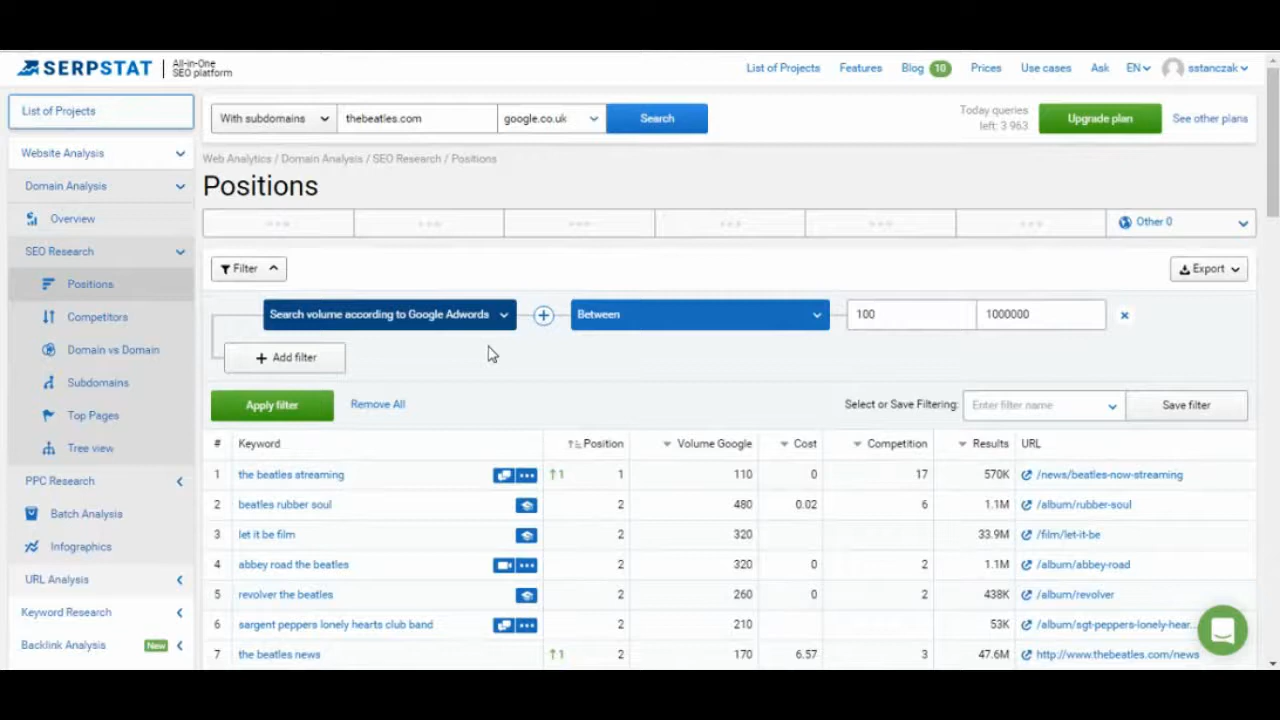 SERPSTAT
All-in-One
SEO platform
List of Projects
Features
Blog 10
Prices
Use cases
Ask
EN
sstanczak
List of Projects
With subdomains
thebeatles.com
google.co.uk
Search
Today queries
left: 3 963
Upgrade plan
See other plans
Website Analysis
Domain Analysis
Overview
SEO Research
Positions
Competitors
Domain vs Domain
Subdomains
Top Pages
Tree view
PPC Research
Batch Analysis
Infographics
URL Analysis
Keyword Research
Backlink Analysis New
Web Analytics / Domain Analysis / SEO Research / Positions
Positions
Other 0
Filter
Export
Search volume according to Google Adwords
Between
100
1000000
+ Add filter
Apply filter
Remove All
Select or Save Filtering:
Enter filter name
Save filter
# Keyword Position Volume Google Cost Competition Results URL
1 the beatles streaming 1 1 110 0 17 570K /news/beatles-now-streaming
2 beatles rubber soul 2 480 0.02 6 1.1M /album/rubber-soul
3 let it be film 2 320 33.9M /film/let-it-be
4 abbey road the beatles 2 320 0 2 1.1M /album/abbey-road
5 revolver the beatles 2 260 0 2 438K /album/revolver
6 sargent peppers lonely hearts club band 2 210 53K /album/sgt-peppers-lonely-hear...
7 the beatles news 1 2 170 6.57 3 47.6M http://www.thebeatles.com/news